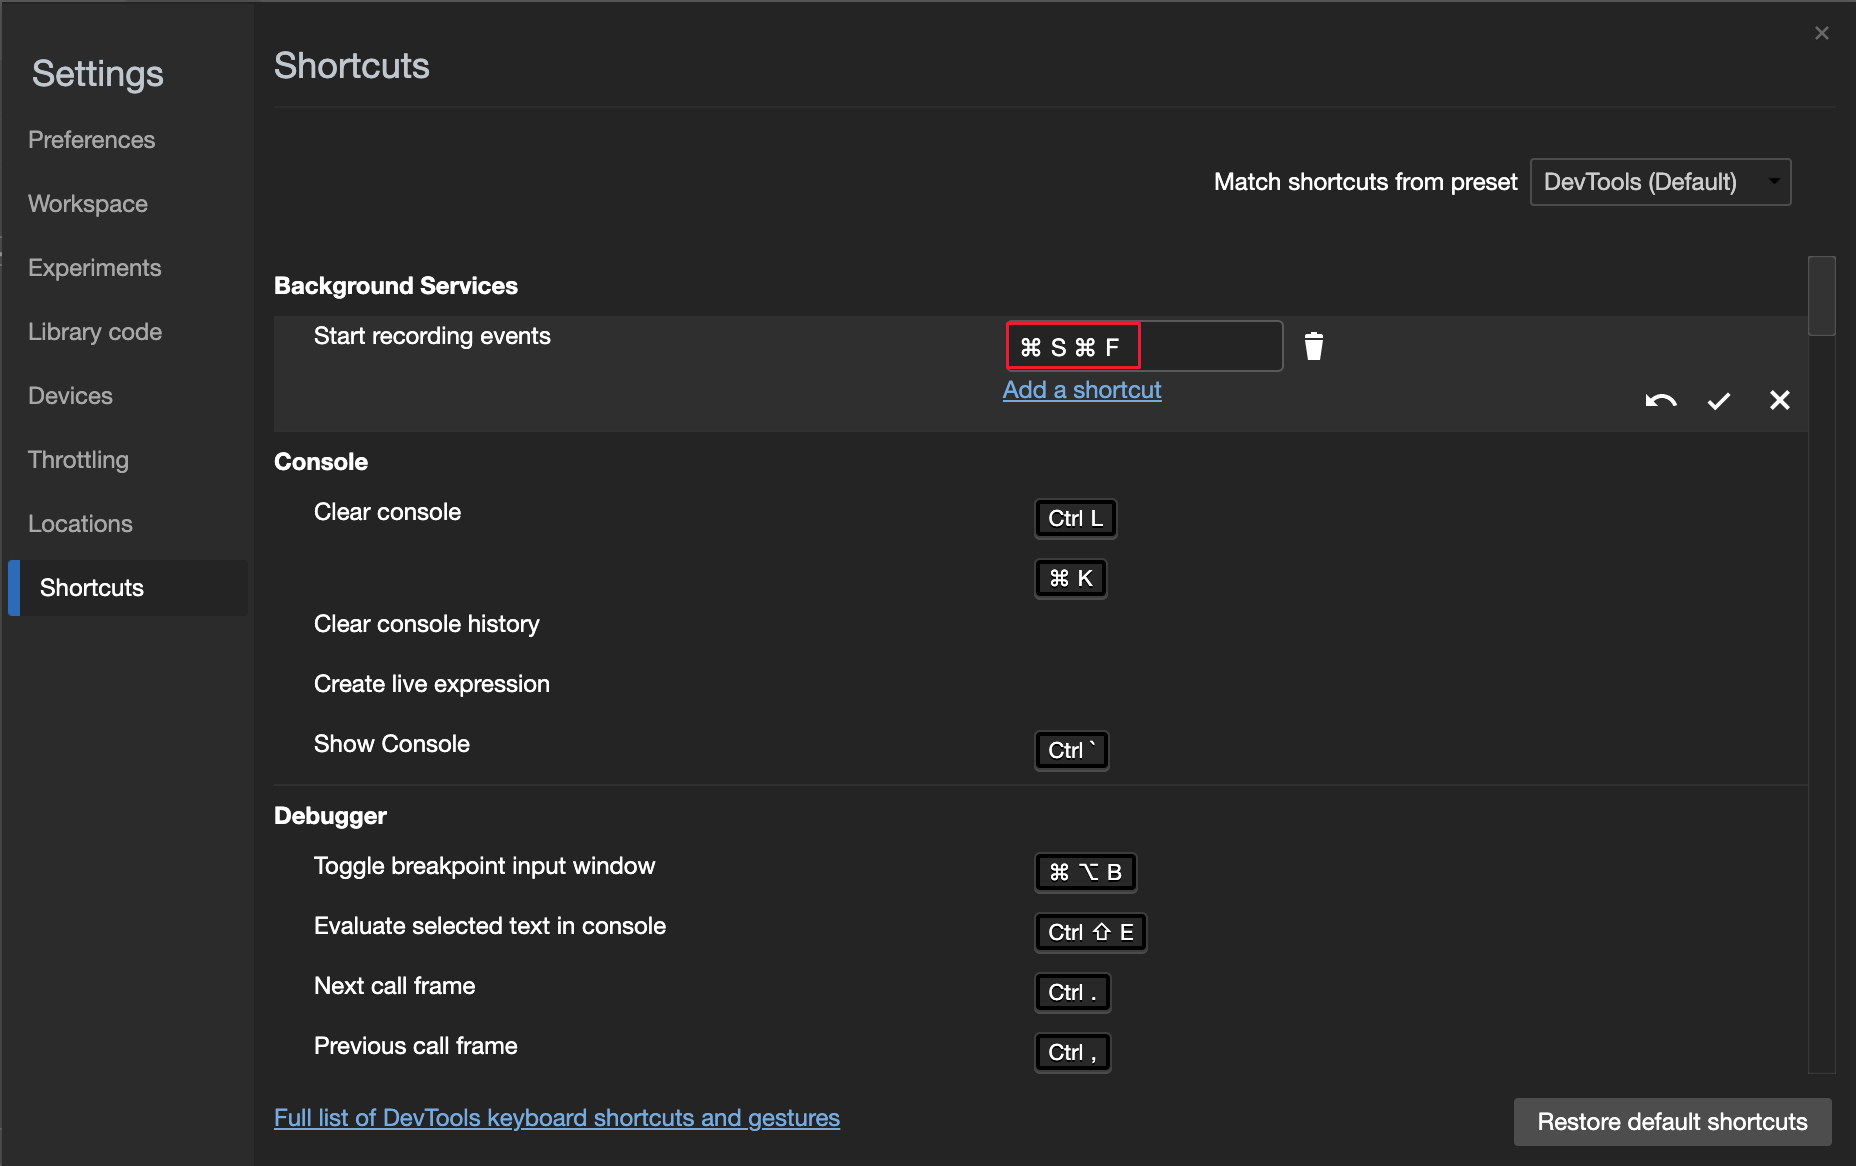 Settings
Preferences
Workspace
Experiments
Library code
Devices
Throttling
Locations
Shortcuts
Shortcuts
Match shortcuts from preset DevTools (Default)
Background Services
Start recording events ⌘ S ⌘ F
Add a shortcut
Console
Clear console Ctrl L
⌘ K
Clear console history
Create live expression
Show Console Ctrl `
Debugger
Toggle breakpoint input window ⌘ ⌥ B
Evaluate selected text in console Ctrl ⇧ E
Next call frame Ctrl .
Previous call frame Ctrl ,
Full list of DevTools keyboard shortcuts and gestures
Restore default shortcuts